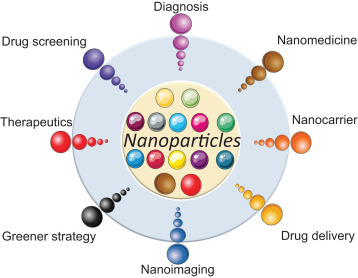 Diagnosis
Drug screening
Nanomedicine
Therapeutics
Nanoparticles
Nanocarrier
Greener strategy
Drug delivery
Nanoimaging